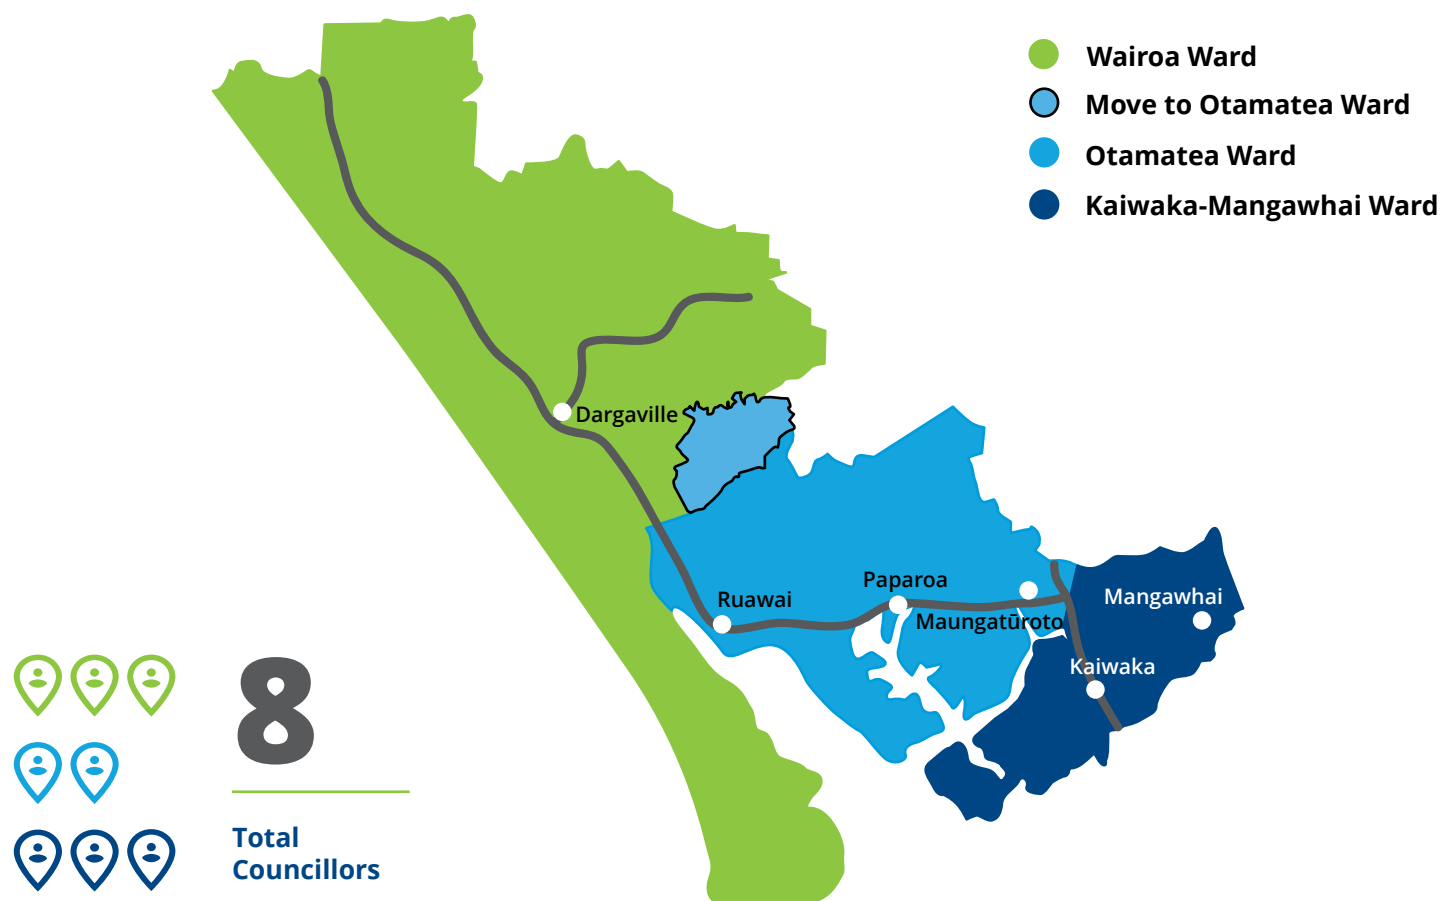 Wairoa Ward
Move to Otamatea Ward
Otamatea Ward
Kaiwaka-Mangawhai Ward
Dargaville
Ruawai
Paparoa
Maungatūroto
Mangawhai
Kaiwaka
8
Total
Councillors